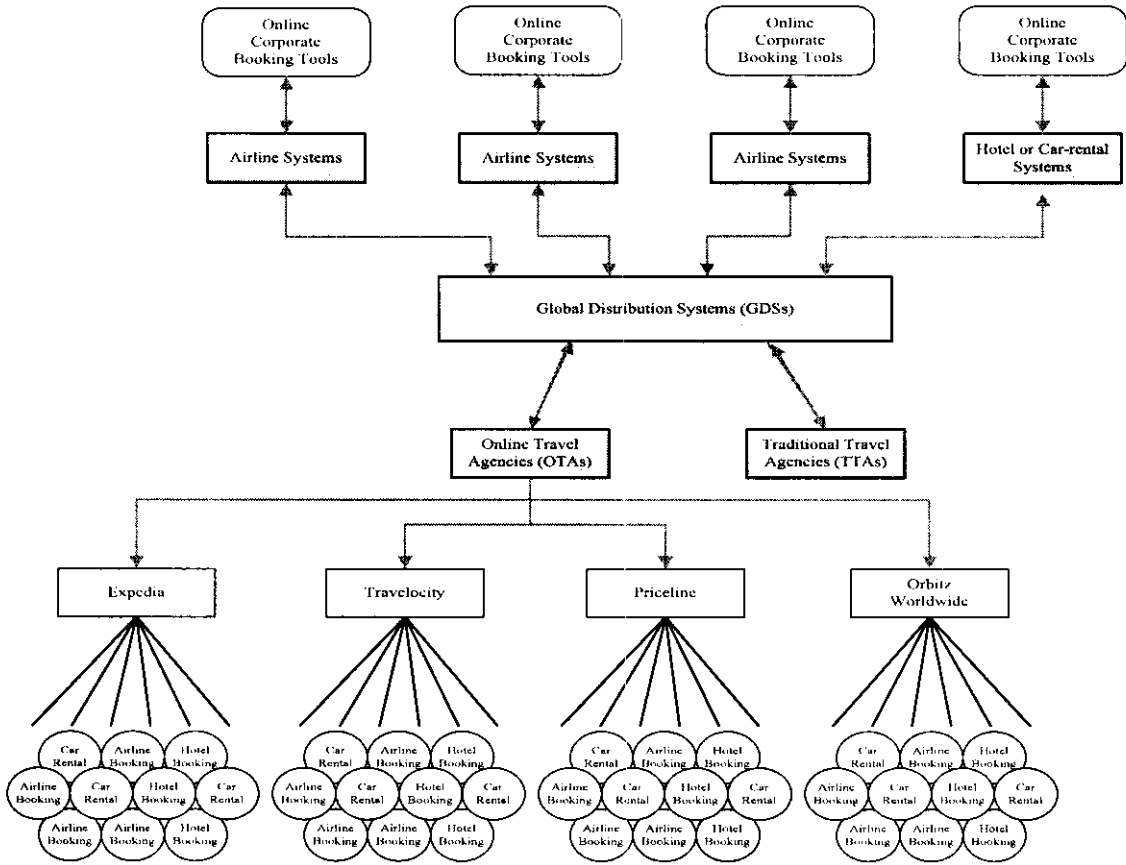 Online
Corporate
Booking Tools
Online
Corporate
Booking Tools
Online
Corporate
Booking Tools
Online
Corporate
Booking Tools
Airline Systems
Airline Systems
Airline Systems
Hotel or Car-rental
Systems
Global Distribution Systems (GDSs)
Online Travel
Agencies (OTAs)
Traditional Travel
Agencies (TTAs)
Expedia
Travelocity
Priceline
Orbitz
Worldwide
Car
Rental
Airline
Booking
Hotel
Booking
Airline
Booking
Car
Rental
Hotel
Booking
Car
Rental
Airline
Booking
Airline
Booking
Hotel
Booking
Car
Rental
Airline
Booking
Hotel
Booking
Airline
Booking
Car
Rental
Hotel
Booking
Car
Rental
Airline
Booking
Airline
Booking
Hotel
Booking
Car
Rental
Airline
Booking
Hotel
Booking
Airline
Booking
Car
Rental
Hotel
Booking
Car
Rental
Airline
Booking
Airline
Booking
Hotel
Booking
Car
Rental
Airline
Booking
Hotel
Booking
Airline
Booking
Car
Rental
Hotel
Booking
Car
Rental
Airline
Booking
Airline
Booking
Hotel
Booking